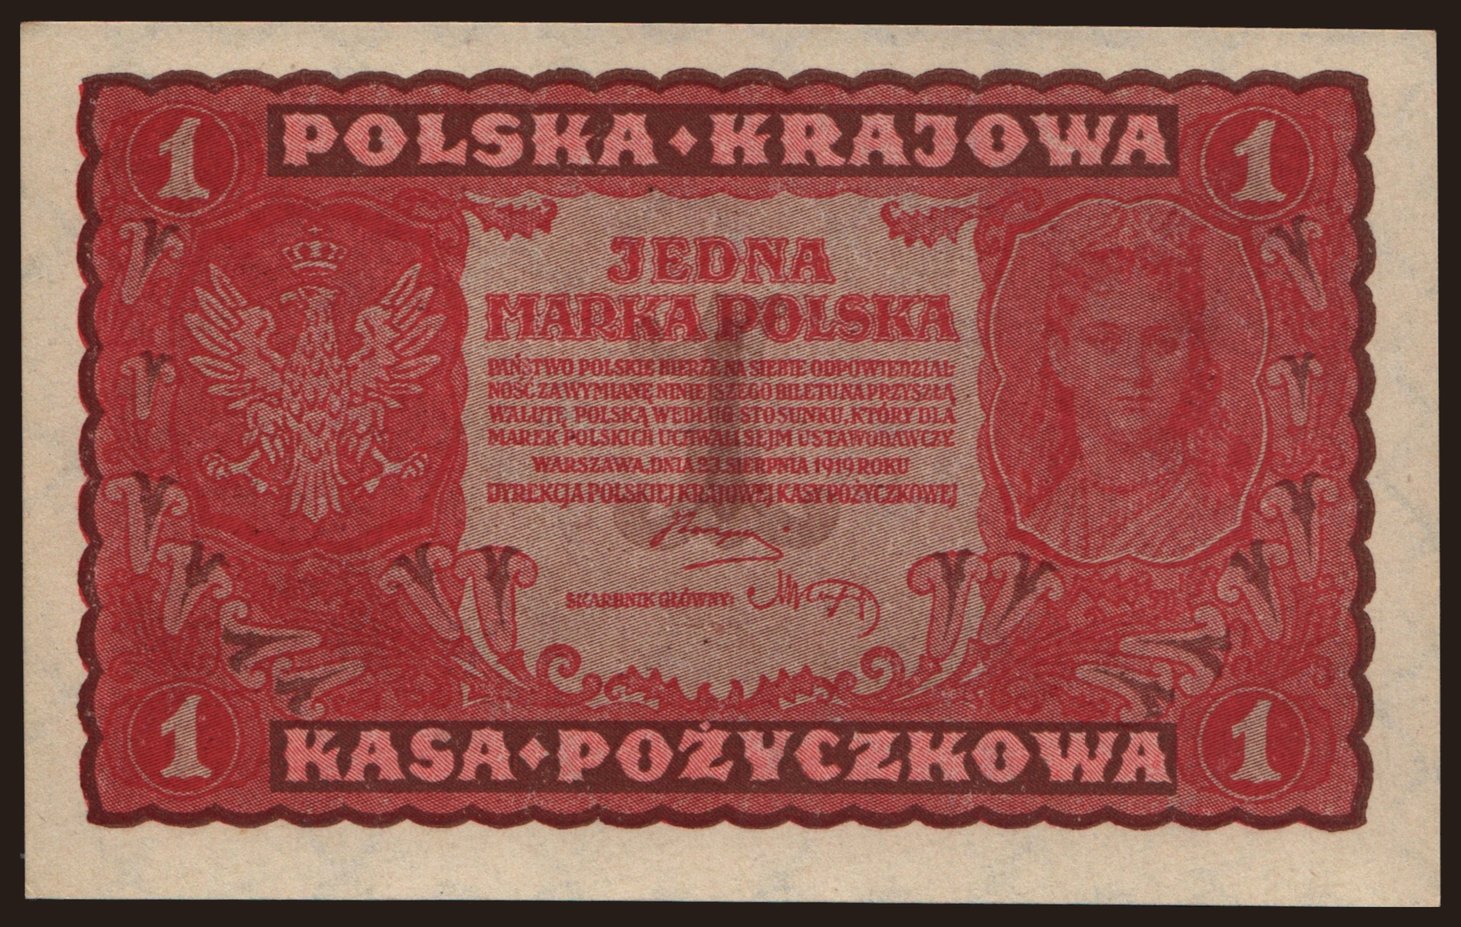 1 POLSKA ⬥ KRAJOWA 1
JEDNA
MARKA POLSKA
PAŃSTWO POLSKIE BIERZE NA SIEBIE ODPOWIEDZIAL-
NOŚĆ ZA WYMIANĘ NINIEJSZEGO BILETU NA PRZYSZŁĄ
WALUTĘ POLSKĄ WEDŁUG STOSUNKU, KTÓRY DLA
MAREK POLSKICH UCHWALI SEJM USTAWODAWCZY.
WARSZAWA, DNIA 23 SIERPNIA 1919 ROKU
DYREKCJA POLSKIEJ KRAJOWEJ KASY POŻYCZKOWEJ
SKARBNIK GŁÓWNY:
1 KASA ⬥ POŻYCZKOWA 1